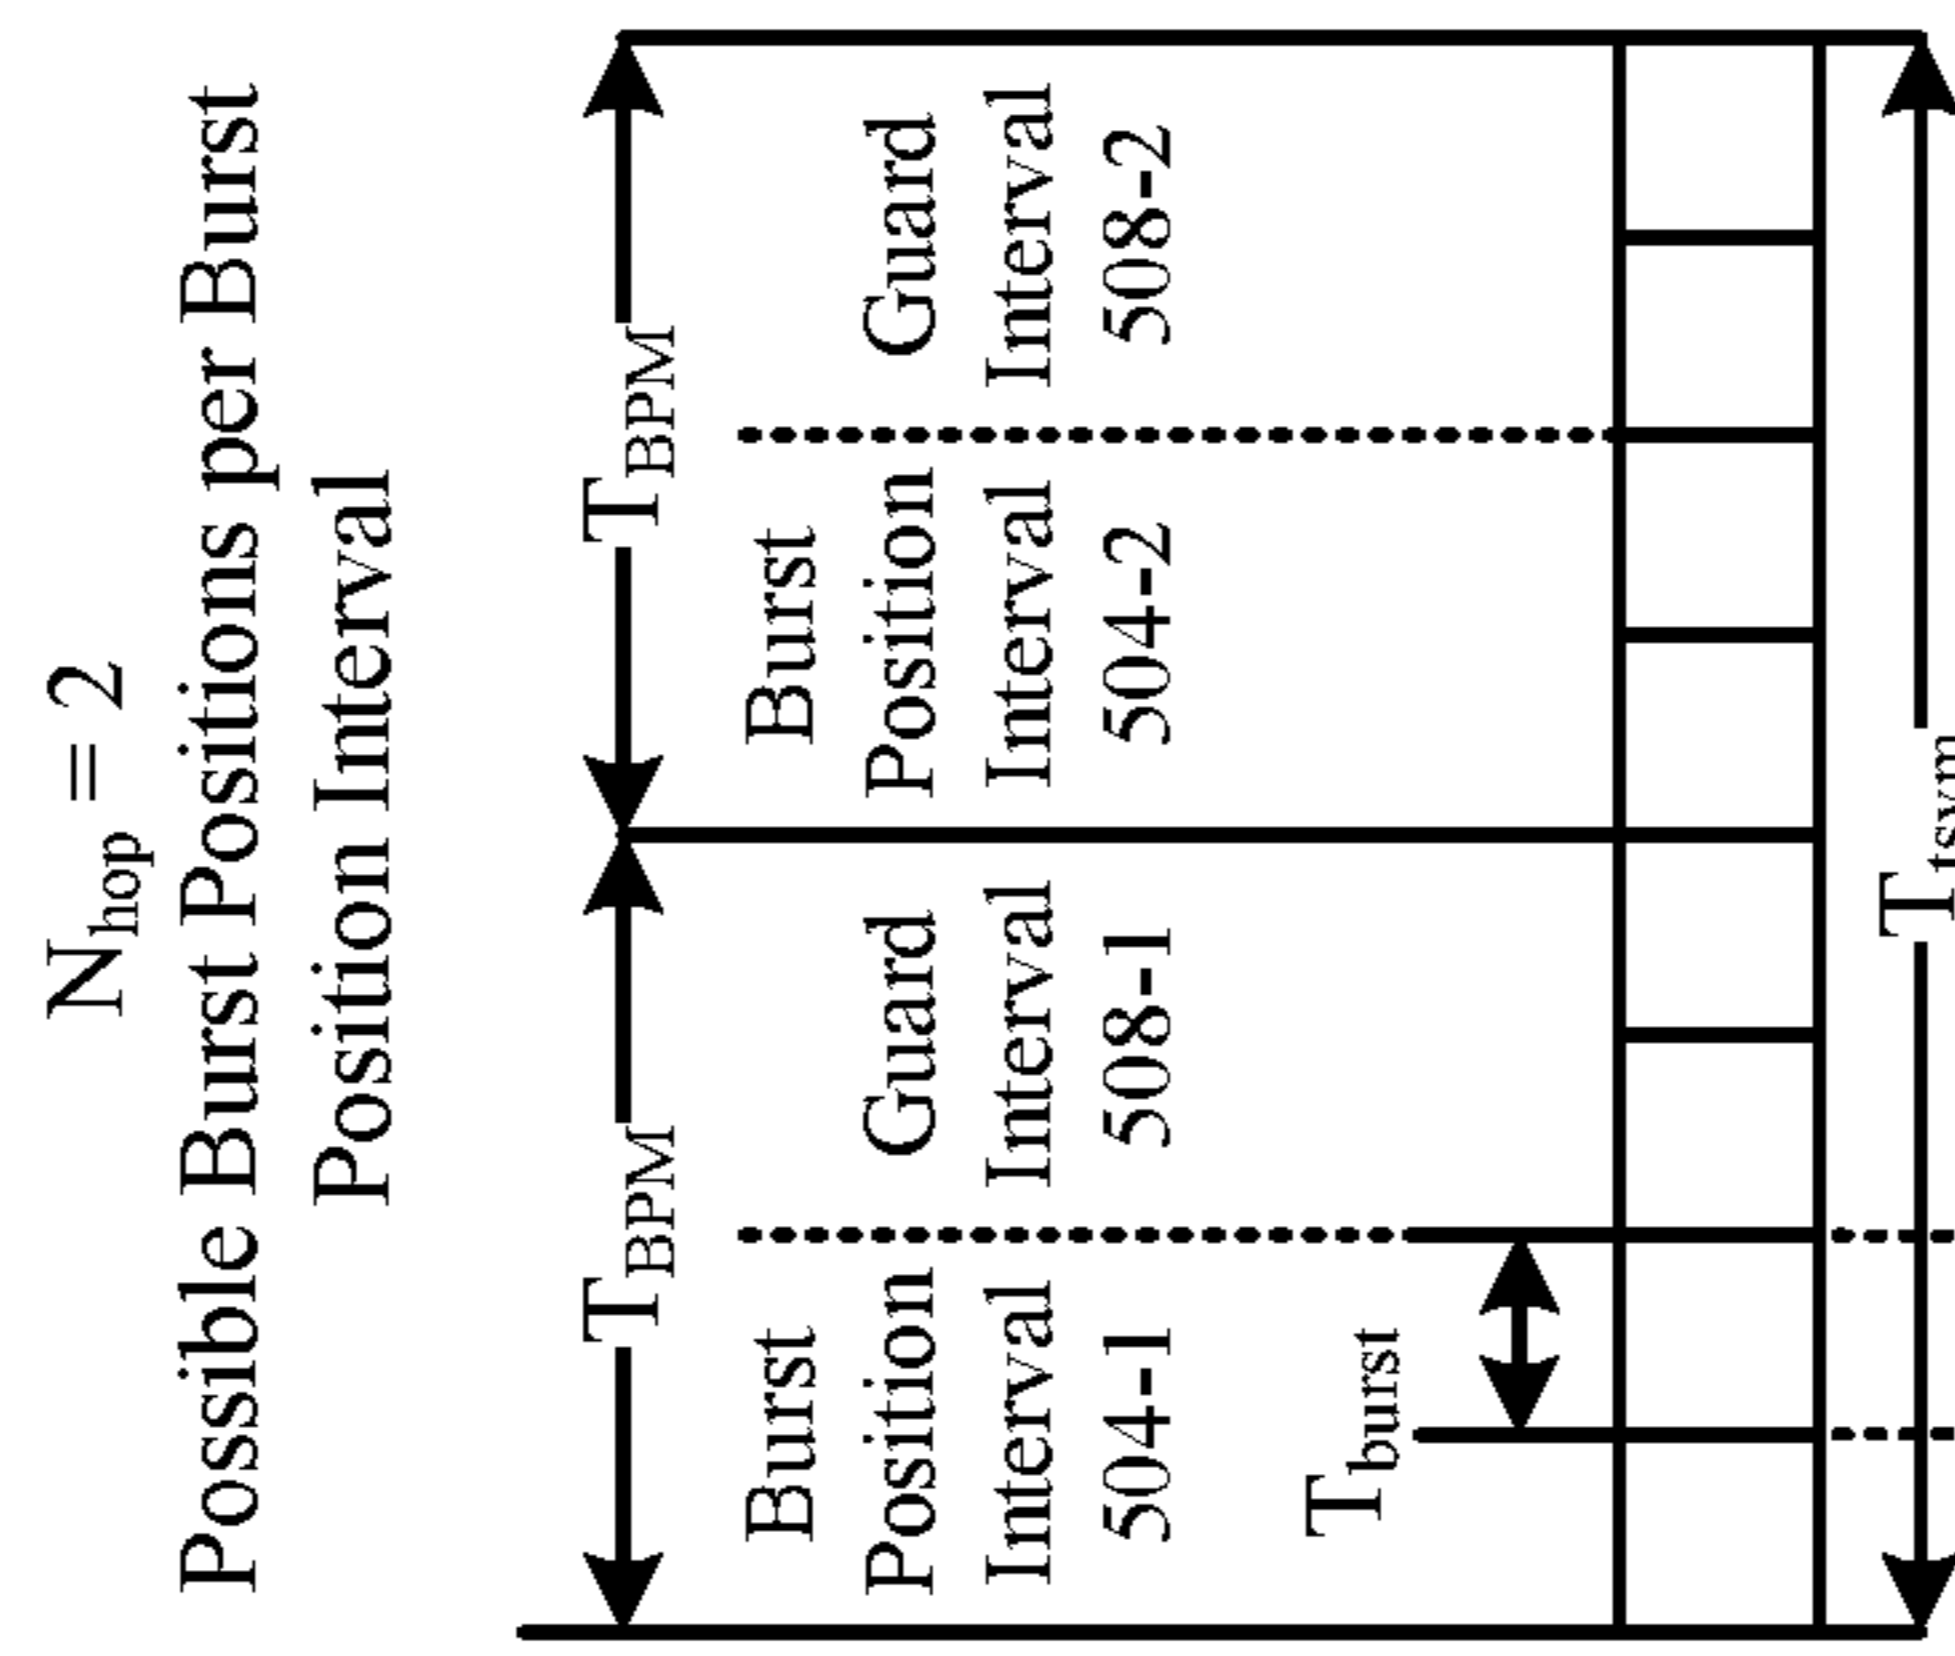 N_hop = 2
Possible Burst Positions per Burst
Position Interval
T_BPM
T_BPM
Burst
Position
Interval
504-1
Guard
Interval
508-1
Burst
Position
Interval
504-2
Guard
Interval
508-2
T_burst
T_tsym